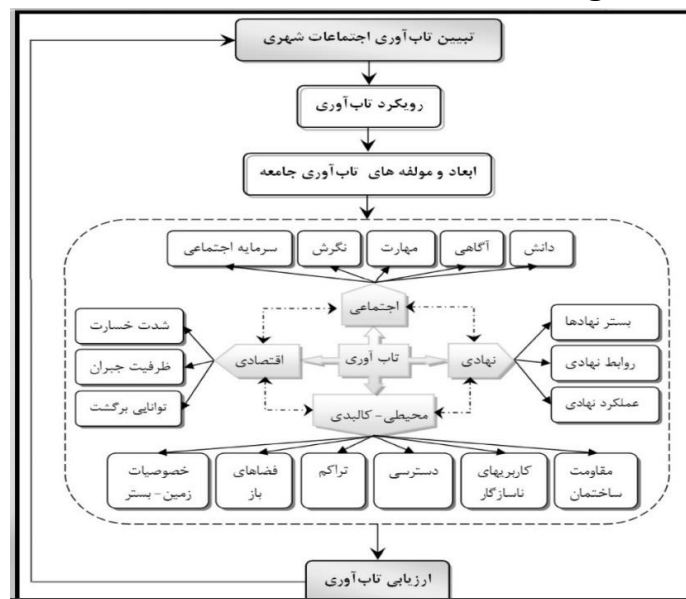 تبیین تاب‌آوری اجتماعات شهری
رویکرد تاب‌آوری
ابعاد و مولفه های تاب‌آوری جامعه
دانش
آگاهی
مهارت
نگرش
سرمایه اجتماعی
اجتماعی
بستر نهادها
روابط نهادی
عملکرد نهادی
نهادی
تاب آوری
اقتصادی
شدت خسارت
ظرفیت جبران
توانایی برگشت
محیطی- کالبدی
مقاومت
ساختمان
کاربریهای
ناسازگار
دسترسی
تراکم
فضاهای
باز
خصوصیات
زمین- بستر
ارزیابی تاب‌آوری